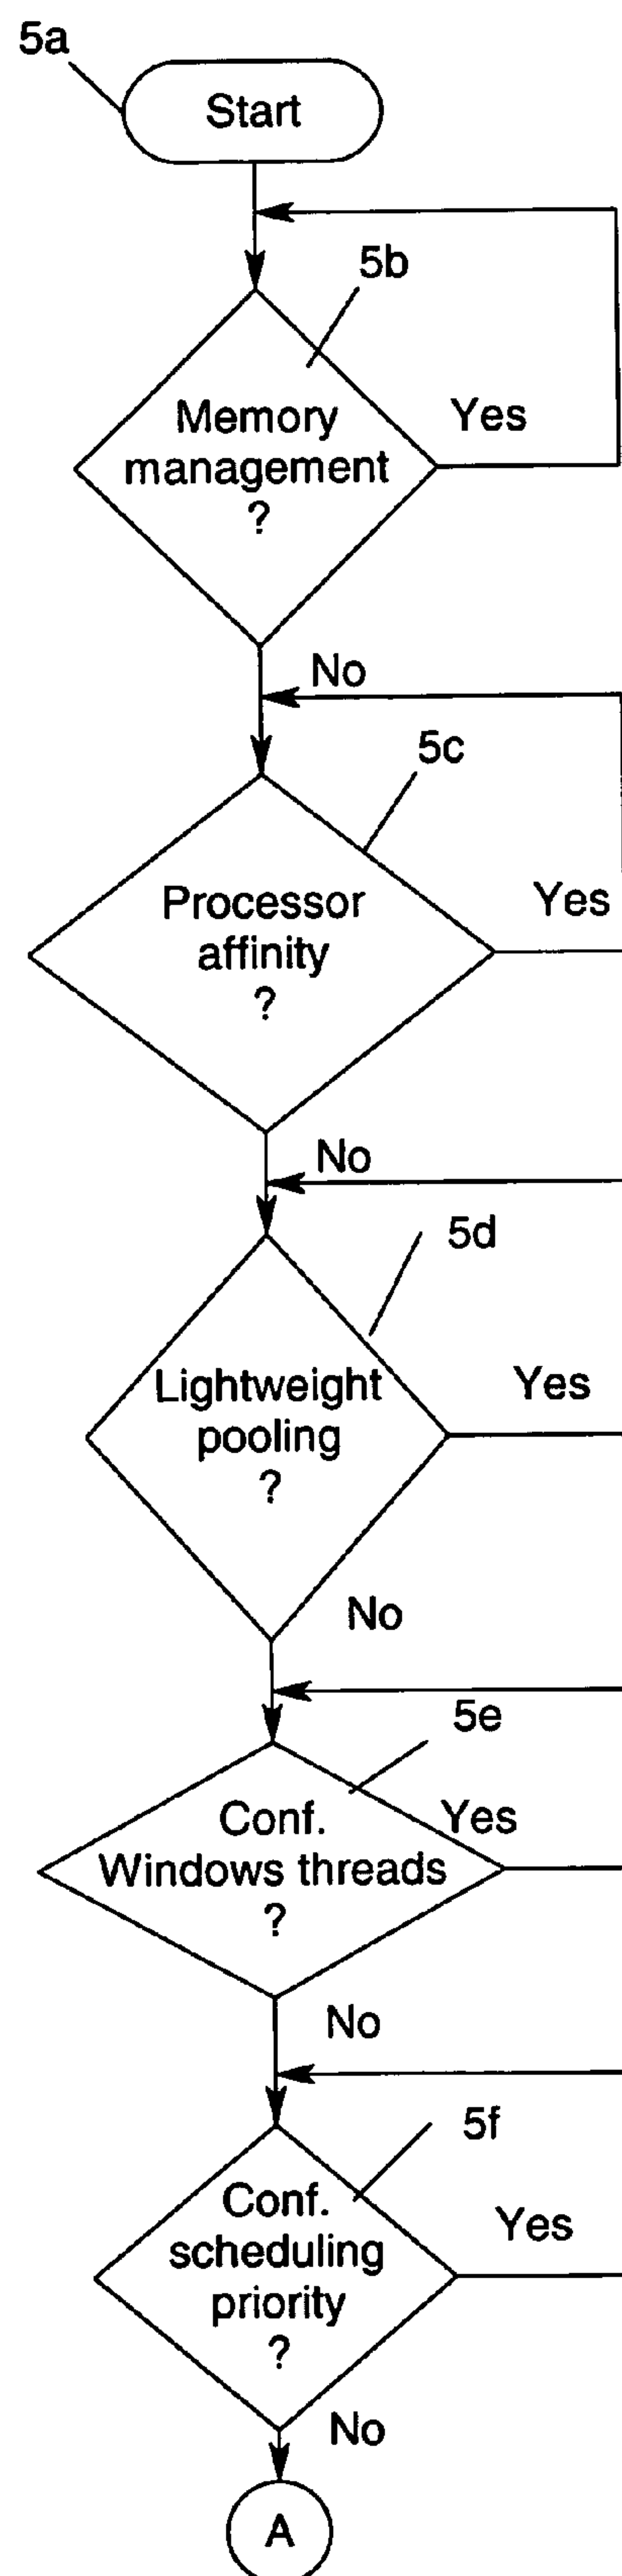 5a
Start
5b
Memory
management
?
Yes
No
5c
Processor
affinity
?
Yes
No
5d
Lightweight
pooling
?
Yes
No
5e
Conf.
Windows threads
?
Yes
No
5f
Conf.
scheduling
priority
?
Yes
No
A